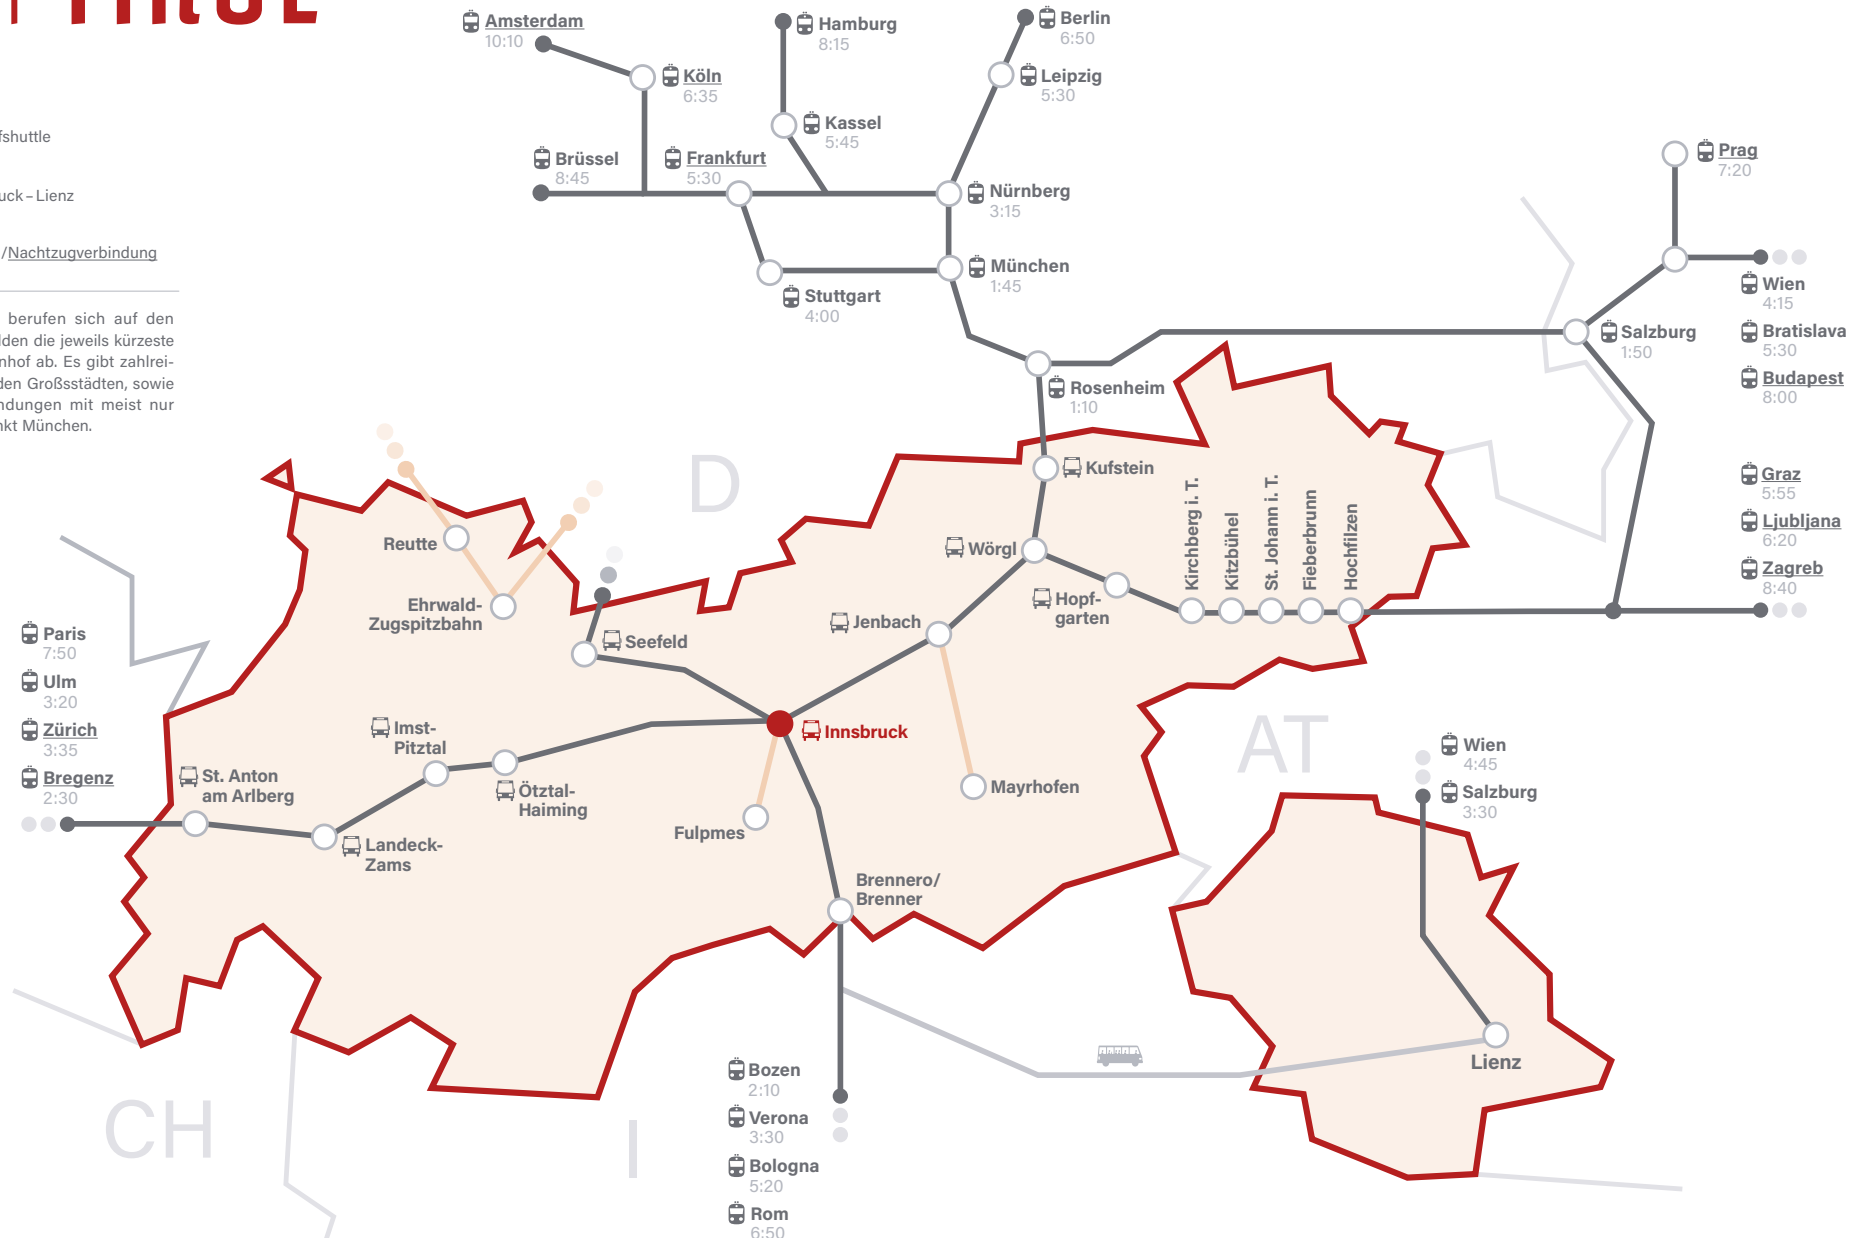 TIROL
Amsterdam
10:10
Köln
6:35
Hamburg
8:15
Kassel
5:45
Berlin
6:50
Leipzig
5:30
Brüssel
8:45
Frankfurt
5:30
Nürnberg
3:15
München
1:45
Stuttgart
4:00
Prag
7:20
Wien
4:15
Bratislava
5:30
Budapest
8:00
Salzburg
1:50
Rosenheim
1:10
fshuttle
uck – Lienz
/Nachtzugverbindung
berufen sich auf den
lden die jeweils kürzeste
nhof ab. Es gibt zahlrei-
den Großsstädten, sowie
ndungen mit meist nur
nkt München.
D
Kufstein
Wörgl
Hopf-
garten
Kirchberg i. T.
Kitzbühel
St. Johann i. T.
Fieberbrunn
Hochfilzen
Graz
5:55
Ljubljana
6:20
Zagreb
8:40
Reutte
Ehrwald-
Zugspitzbahn
Seefeld
Jenbach
Paris
7:50
Ulm
3:20
Zürich
3:35
Bregenz
2:30
St. Anton
am Arlberg
Landeck-
Zams
Imst-
Pitztal
Ötztal-
Haiming
Innsbruck
Fulpmes
Mayrhofen
Brennero/
Brenner
AT
Wien
4:45
Salzburg
3:30
Lienz
CH
I
Bozen
2:10
Verona
3:30
Bologna
5:20
Rom
6:50